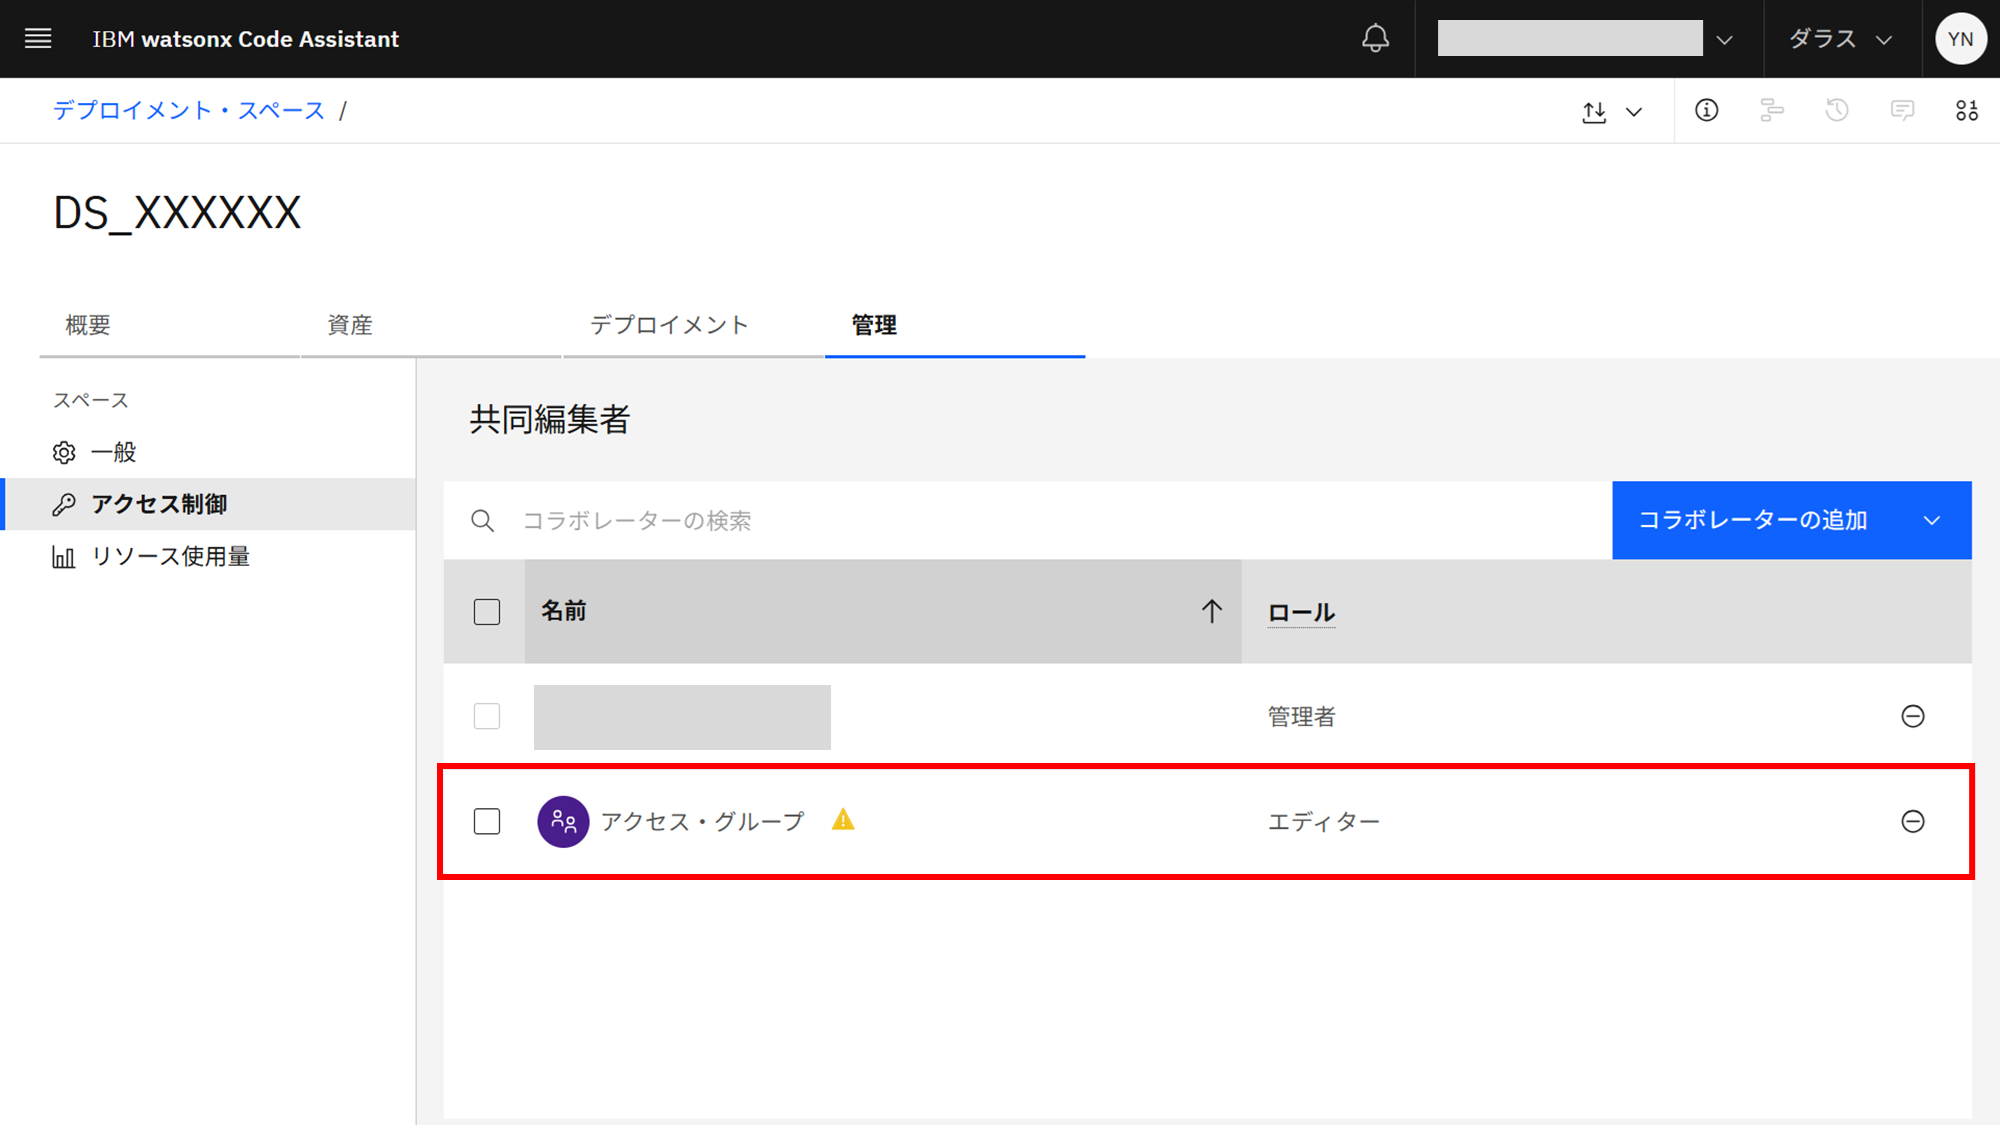 IBM watsonx Code Assistant
ダラス
YN
デプロイメント・スペース /
DS_XXXXXX
概要
資産
デプロイメント
管理
スペース
一般
アクセス制御
リソース使用量
共同編集者
コラボレーターの検索
コラボレーターの追加
名前
ロール
管理者
アクセス・グループ
エディター